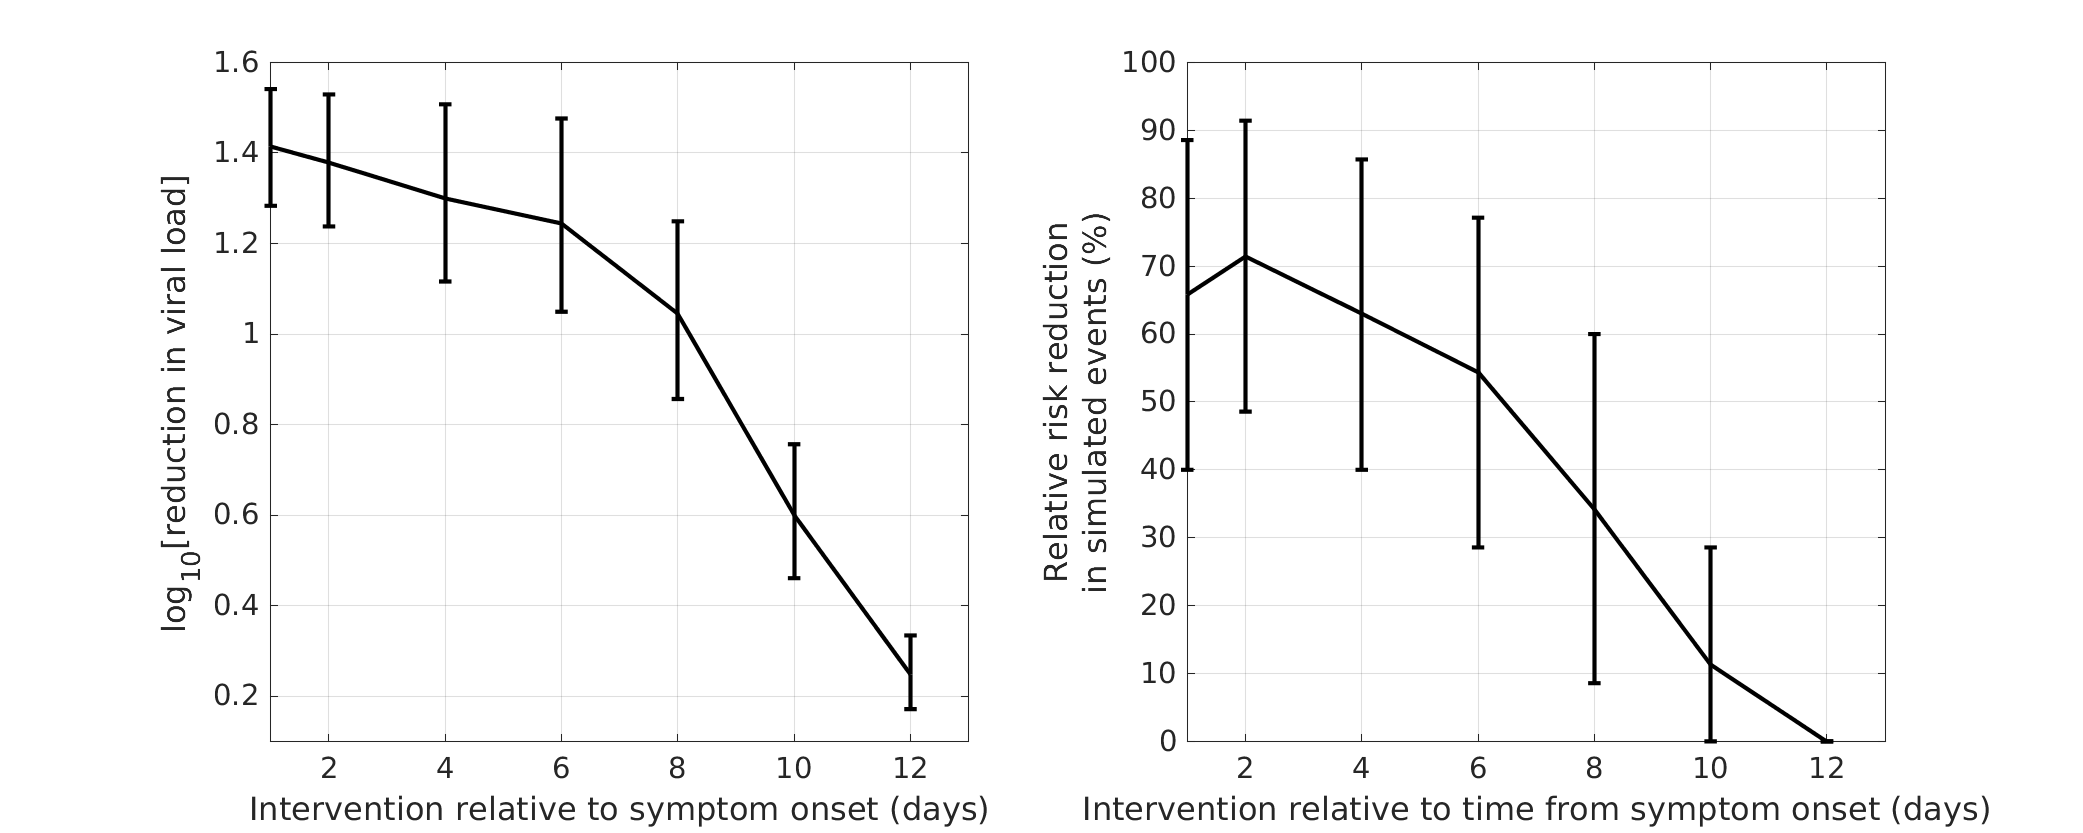 1.6
1.4
1.2
1
0.8
0.6
0.4
0.2
log10[reduction in viral load]
2 4 6 8 10 12
Intervention relative to symptom onset (days)
100
90
80
70
60
50
40
30
20
10
0
Relative risk reduction
in simulated events (%)
2 4 6 8 10 12
Intervention relative to time from symptom onset (days)